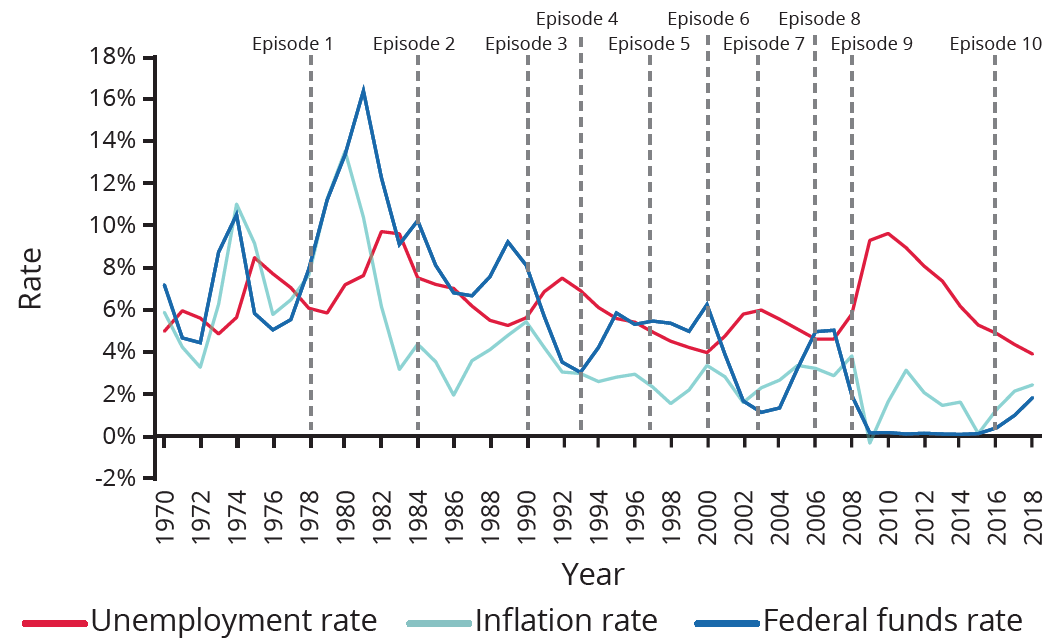 Episode 4 Episode 6 Episode 8
Episode 1 Episode 2 Episode 3 Episode 5 Episode 7 Episode 9 Episode 10
18%
16%
14%
12%
10%
8%
6%
4%
2%
0%
-2%
Rate
1970 1972 1974 1976 1978 1980 1982 1984 1986 1988 1990 1992 1994 1996 1998 2000 2002 2004 2006 2008 2010 2012 2014 2016 2018
Year
Unemployment rate Inflation rate Federal funds rate